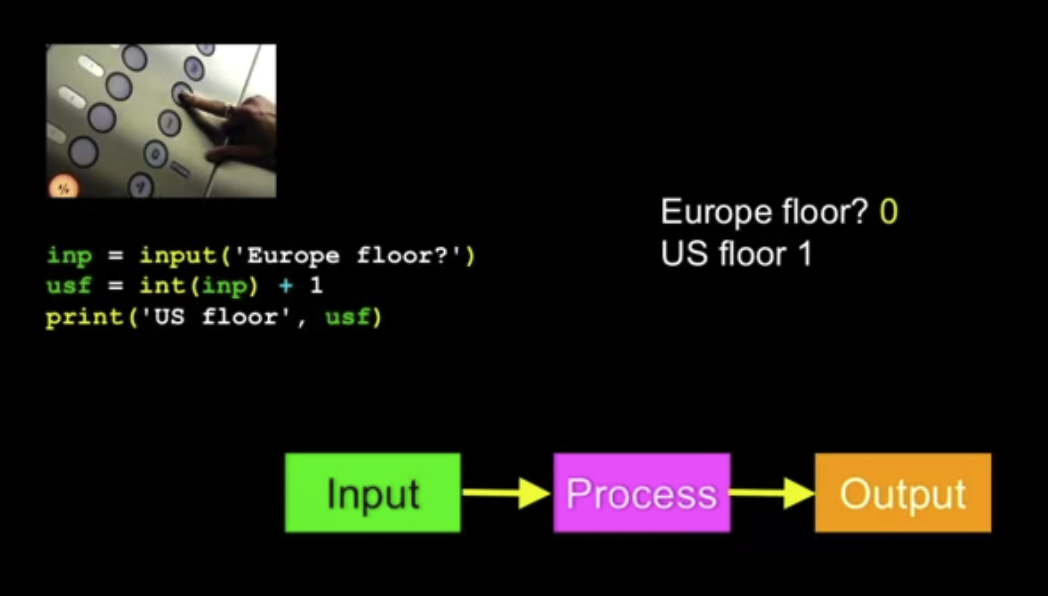 inp = input('Europe floor?')
usf = int(inp) + 1
print('US floor', usf)
Europe floor? 0
US floor 1
Input
Process
Output